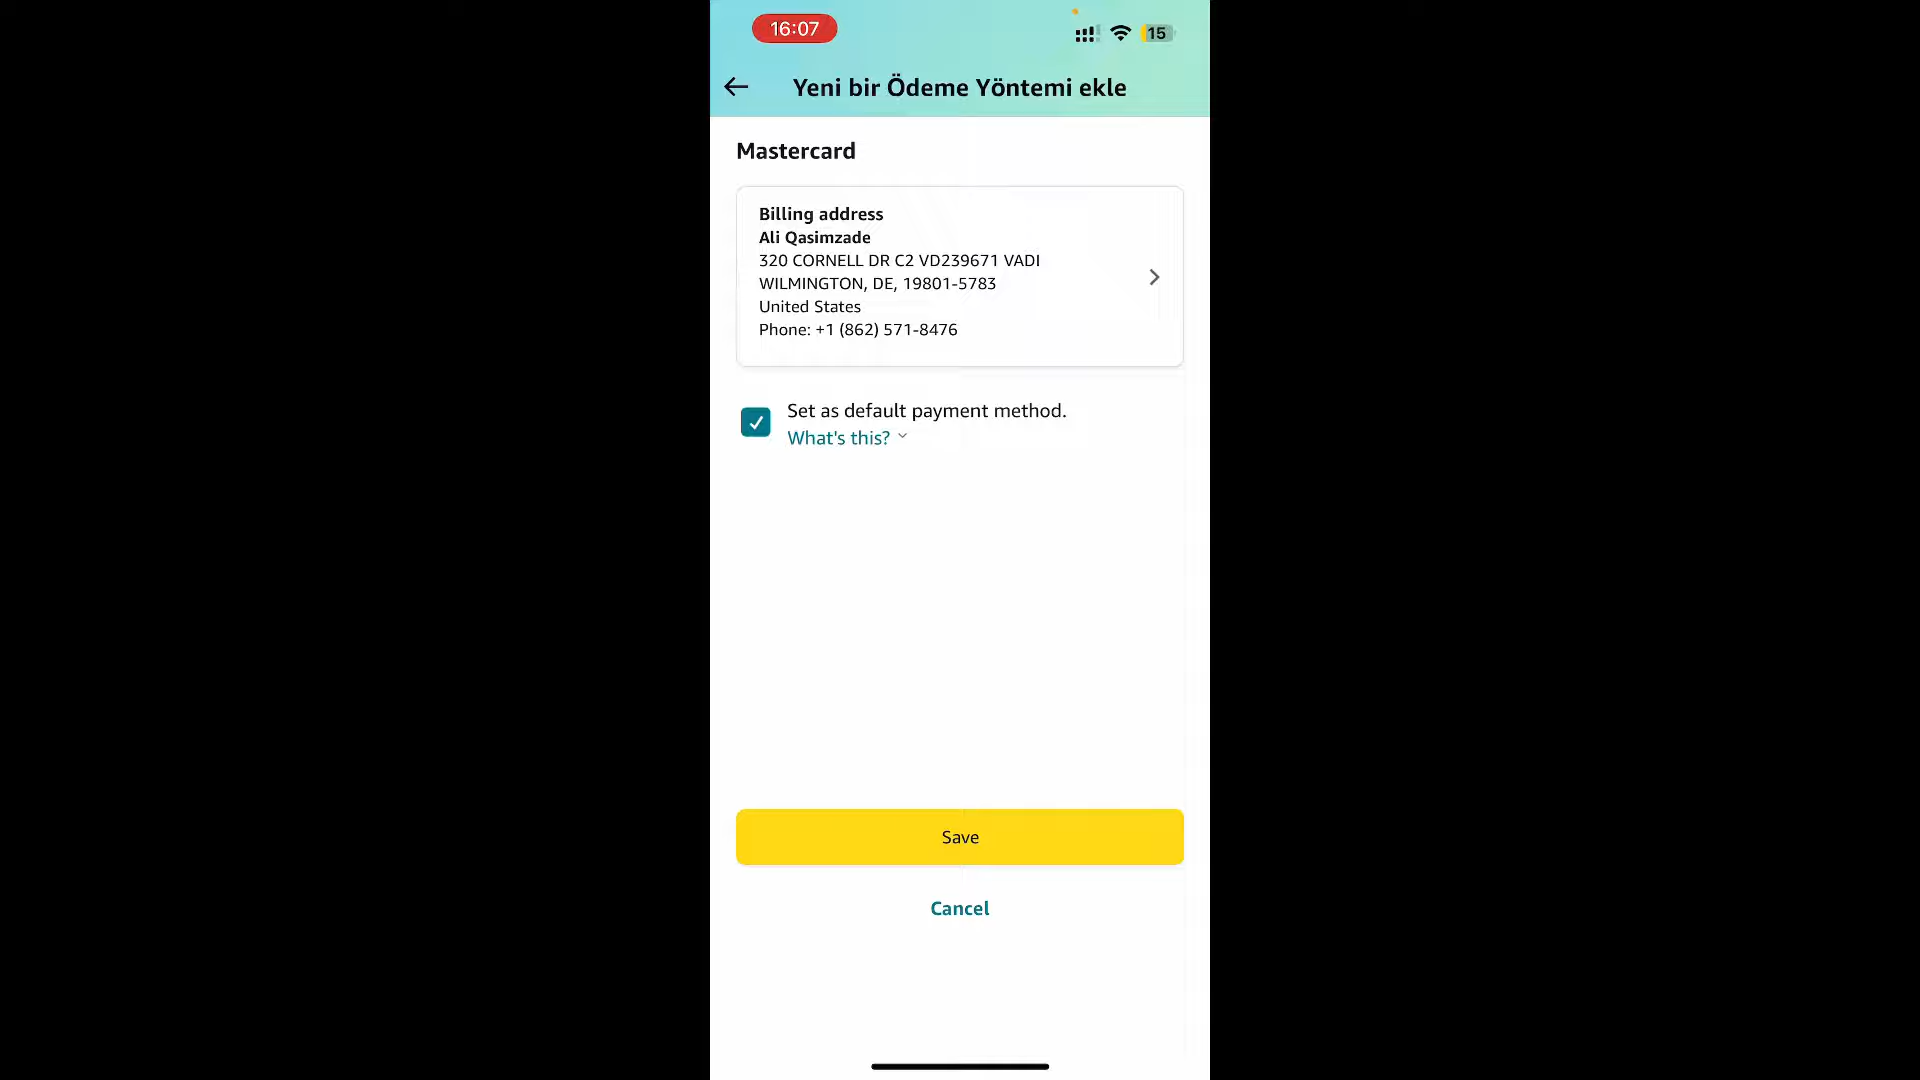 16:07
15
Yeni bir Ödeme Yöntemi ekle
Mastercard
Billing address
Ali Qasimzade
320 CORNELL DR C2 VD239671 VADI
WILMINGTON, DE, 19801-5783
United States
Phone: +1 (862) 571-8476
Set as default payment method.
What's this?
Save
Cancel